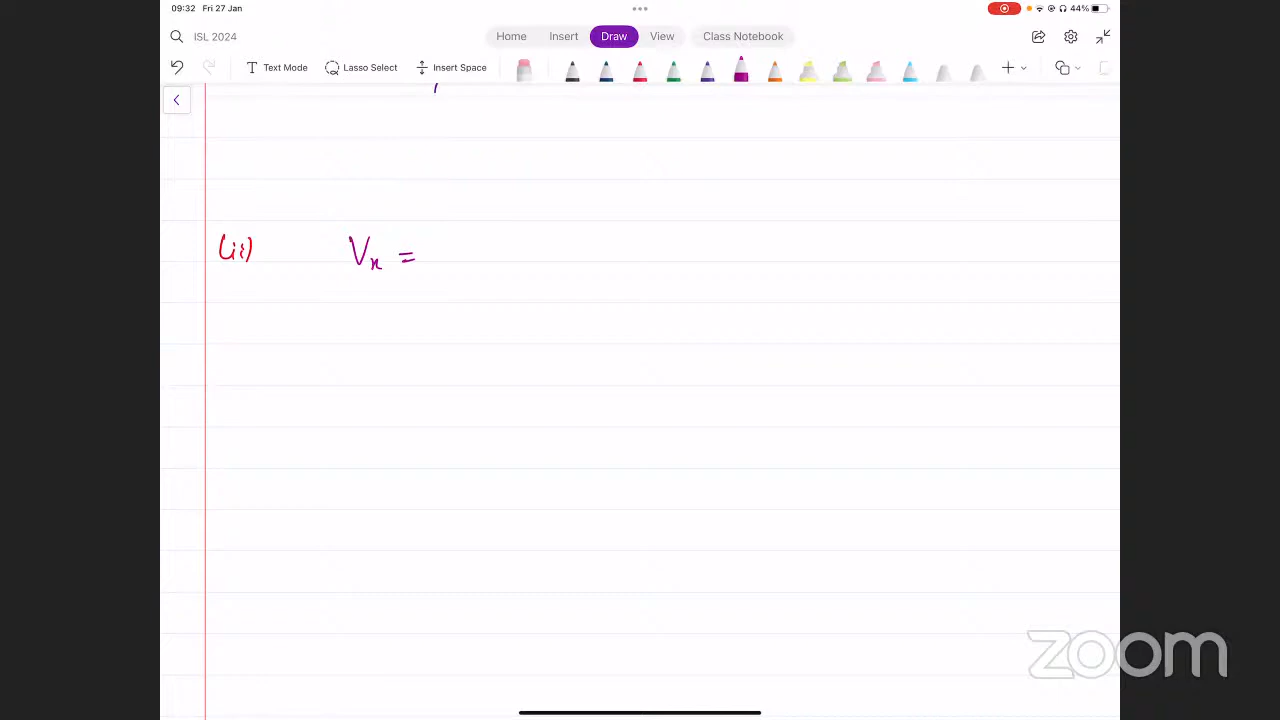 09:32 Fri 27 Jan
44%
ISL 2024
Home Insert Draw View Class Notebook
Text Mode Lasso Select Insert Space
(ii) Vx =
zoom